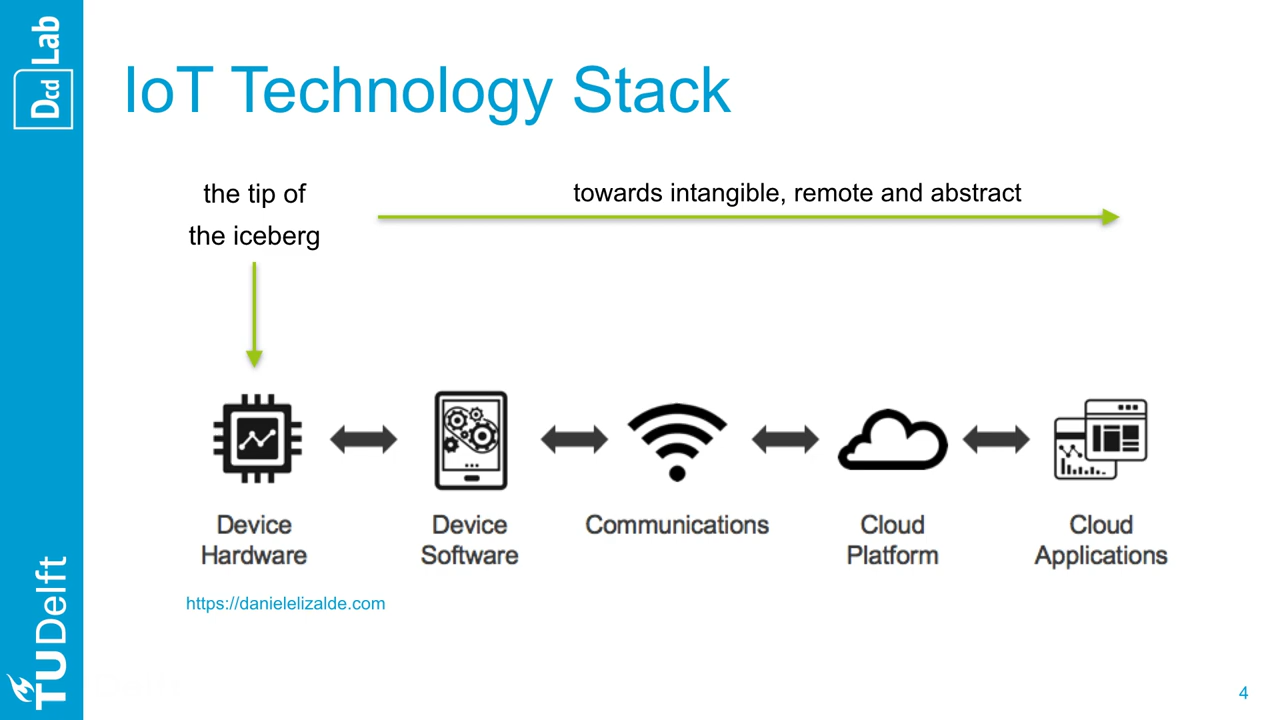 Dcd Lab
IoT Technology Stack
the tip of
the iceberg
towards intangible, remote and abstract
Device
Hardware
Device
Software
Communications
Cloud
Platform
Cloud
Applications
https://danielelizalde.com
TUDelft
4